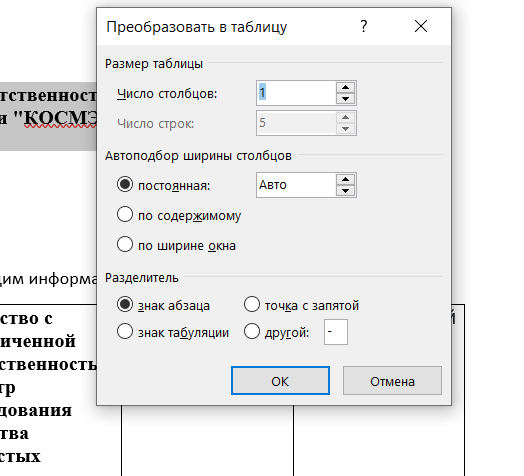 Преобразовать в таблицу ? ×
Размер таблицы
Число столбцов: 1
Число строк: 5
Автоподбор ширины столбцов
постоянная: Авто
по содержимому
по ширине окна
Разделитель
знак абзаца точка с запятой
знак табуляции другой: -
ОК Отмена
тственност
и "КОСМЭ
дим информа
ство с
иченной
ственность
тр
дования
тва
стых
й